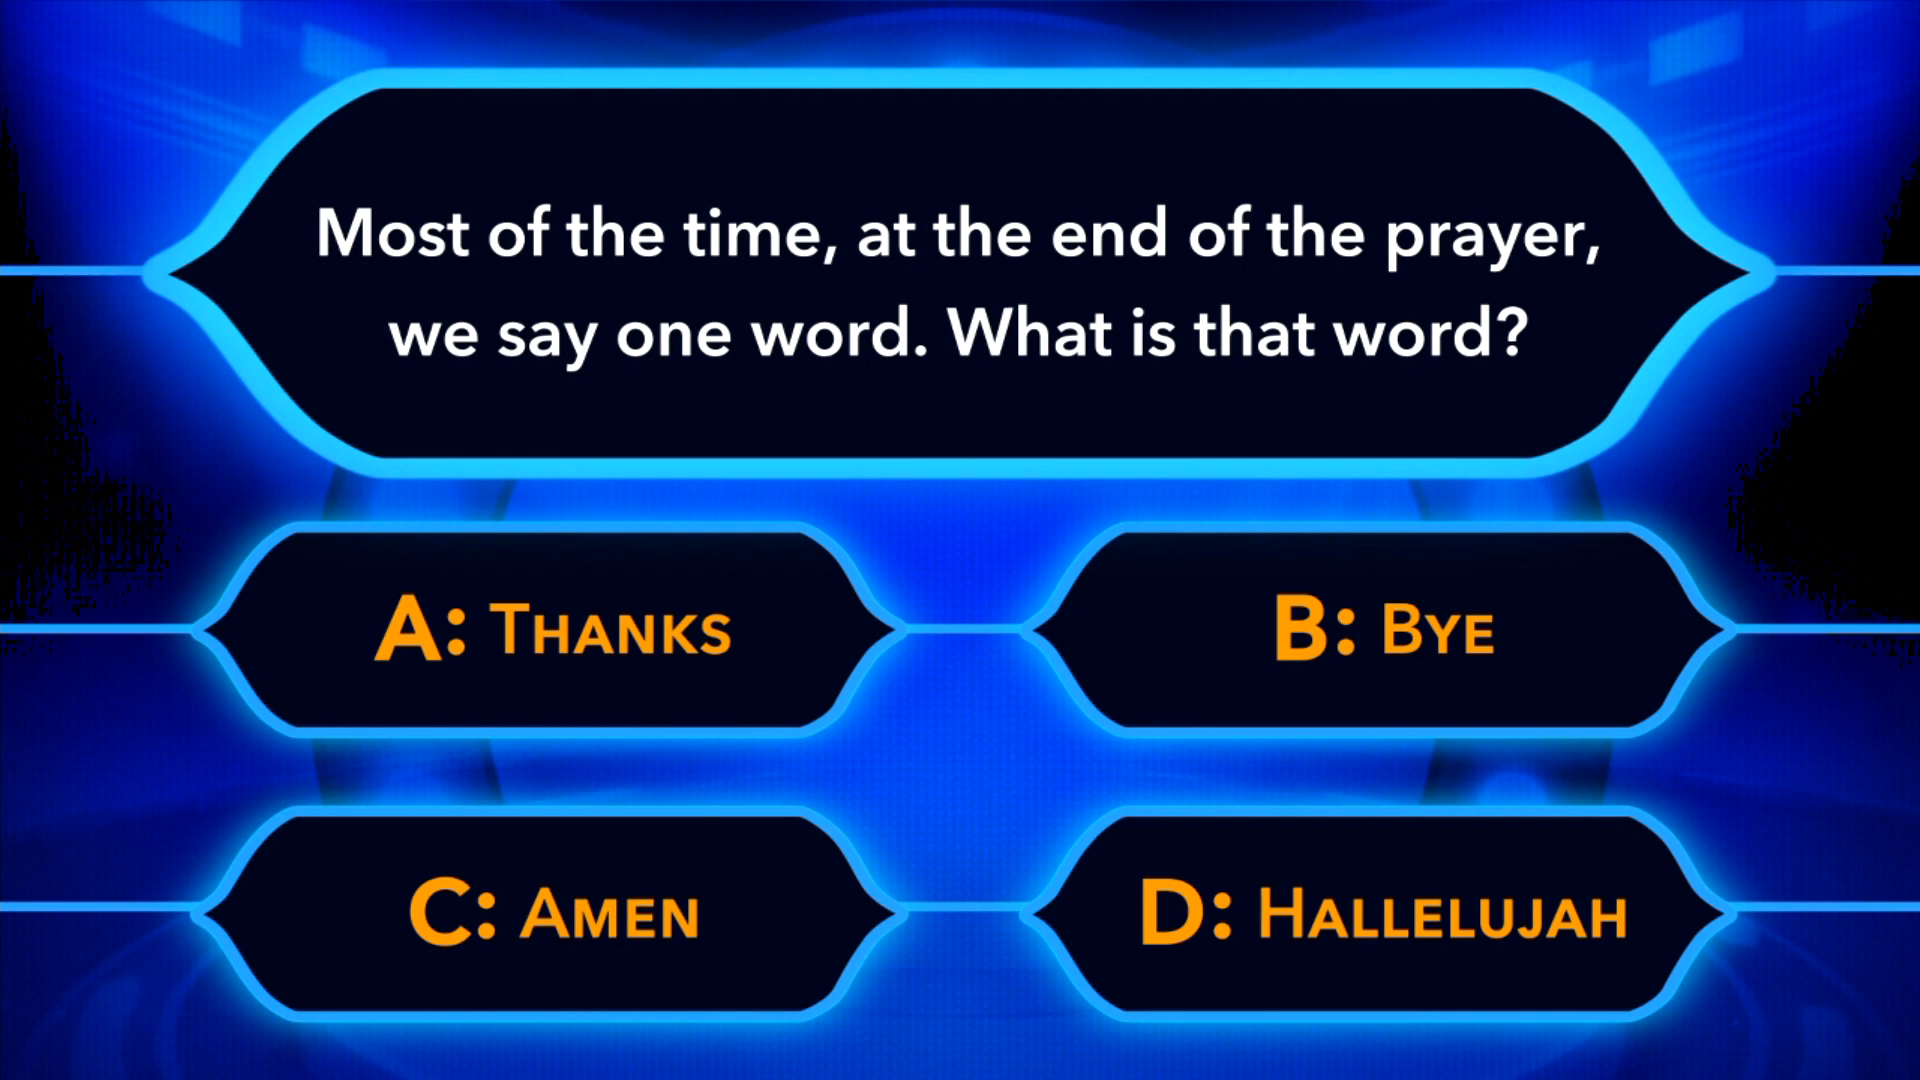 Most of the time, at the end of the prayer,
we say one word. What is that word?
A: Thanks
B: Bye
C: Amen
D: Hallelujah